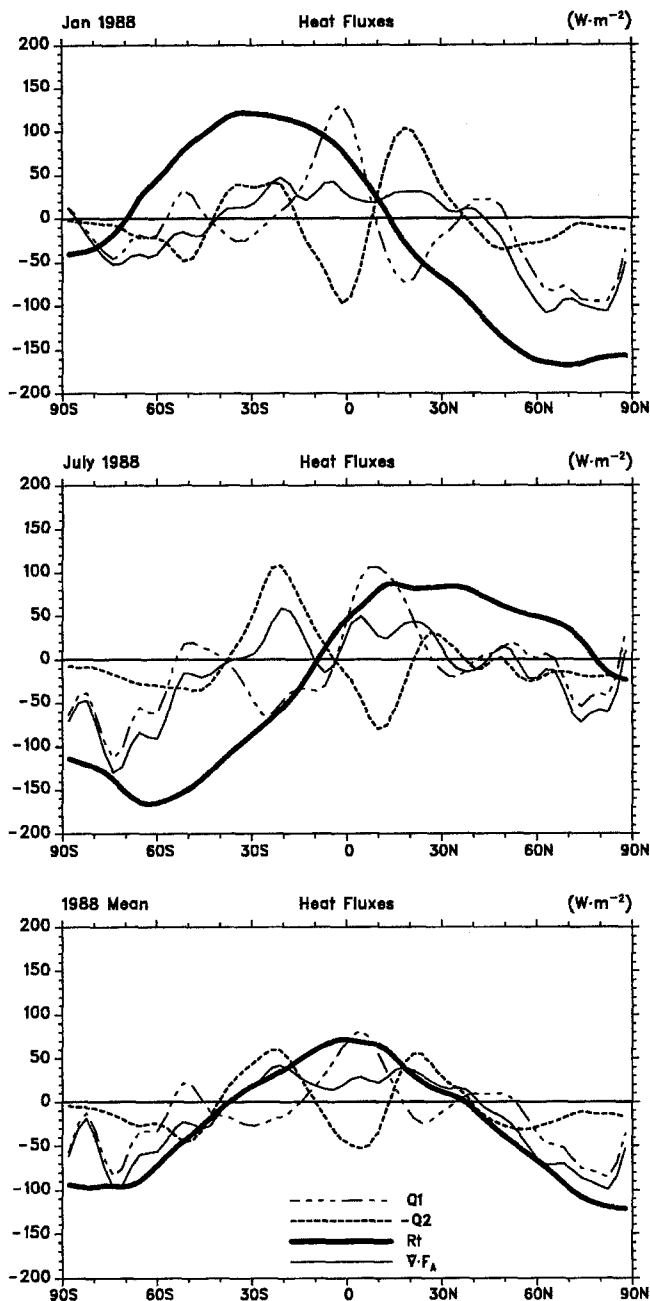 Jan 1988 Heat Fluxes (W·m⁻²)
200
150
100
50
0
-50
-100
-150
-200
90S 60S 30S 0 30N 60N 90N
July 1988 Heat Fluxes (W·m⁻²)
200
150
100
50
0
-50
-100
-150
-200
90S 60S 30S 0 30N 60N 90N
1988 Mean Heat Fluxes (W·m⁻²)
200
150
100
50
0
-50
-100
-150
-200
90S 60S 30S 0 30N 60N 90N
Q1
-Q2
Rt
∇·F_A